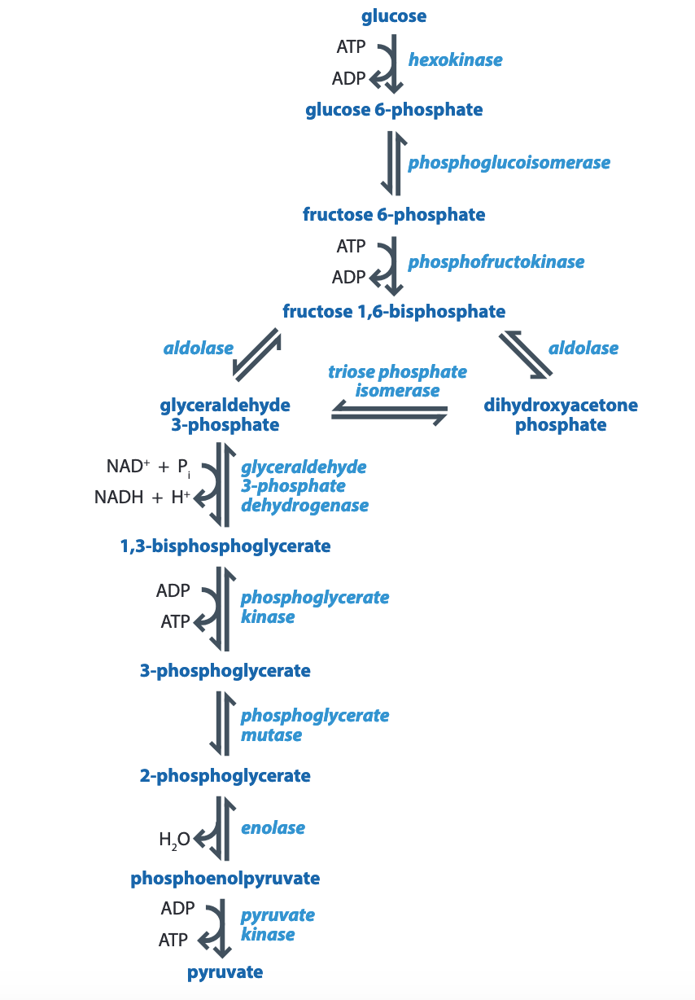 glucose
ATP
hexokinase
ADP
glucose 6-phosphate
phosphoglucoisomerase
fructose 6-phosphate
ATP
phosphofructokinase
ADP
fructose 1,6-bisphosphate
aldolase
aldolase
triose phosphate
isomerase
glyceraldehyde
3-phosphate
dihydroxyacetone
phosphate
NAD⁺ + Pᵢ
NADH + H⁺
glyceraldehyde
3-phosphate
dehydrogenase
1,3-bisphosphoglycerate
ADP
ATP
phosphoglycerate
kinase
3-phosphoglycerate
phosphoglycerate
mutase
2-phosphoglycerate
enolase
H₂O
phosphoenolpyruvate
ADP
ATP
pyruvate
kinase
pyruvate